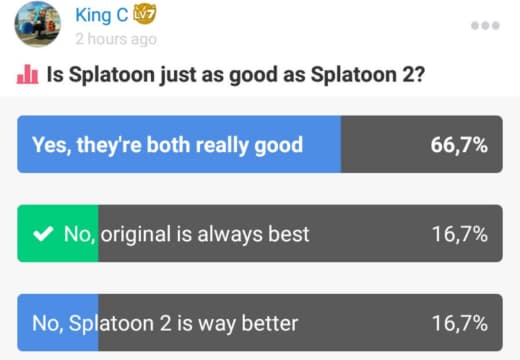 King C LV7
2 hours ago
Is Splatoon just as good as Splatoon 2?
Yes, they're both really good 66,7%
No, original is always best 16,7%
No, Splatoon 2 is way better 16,7%